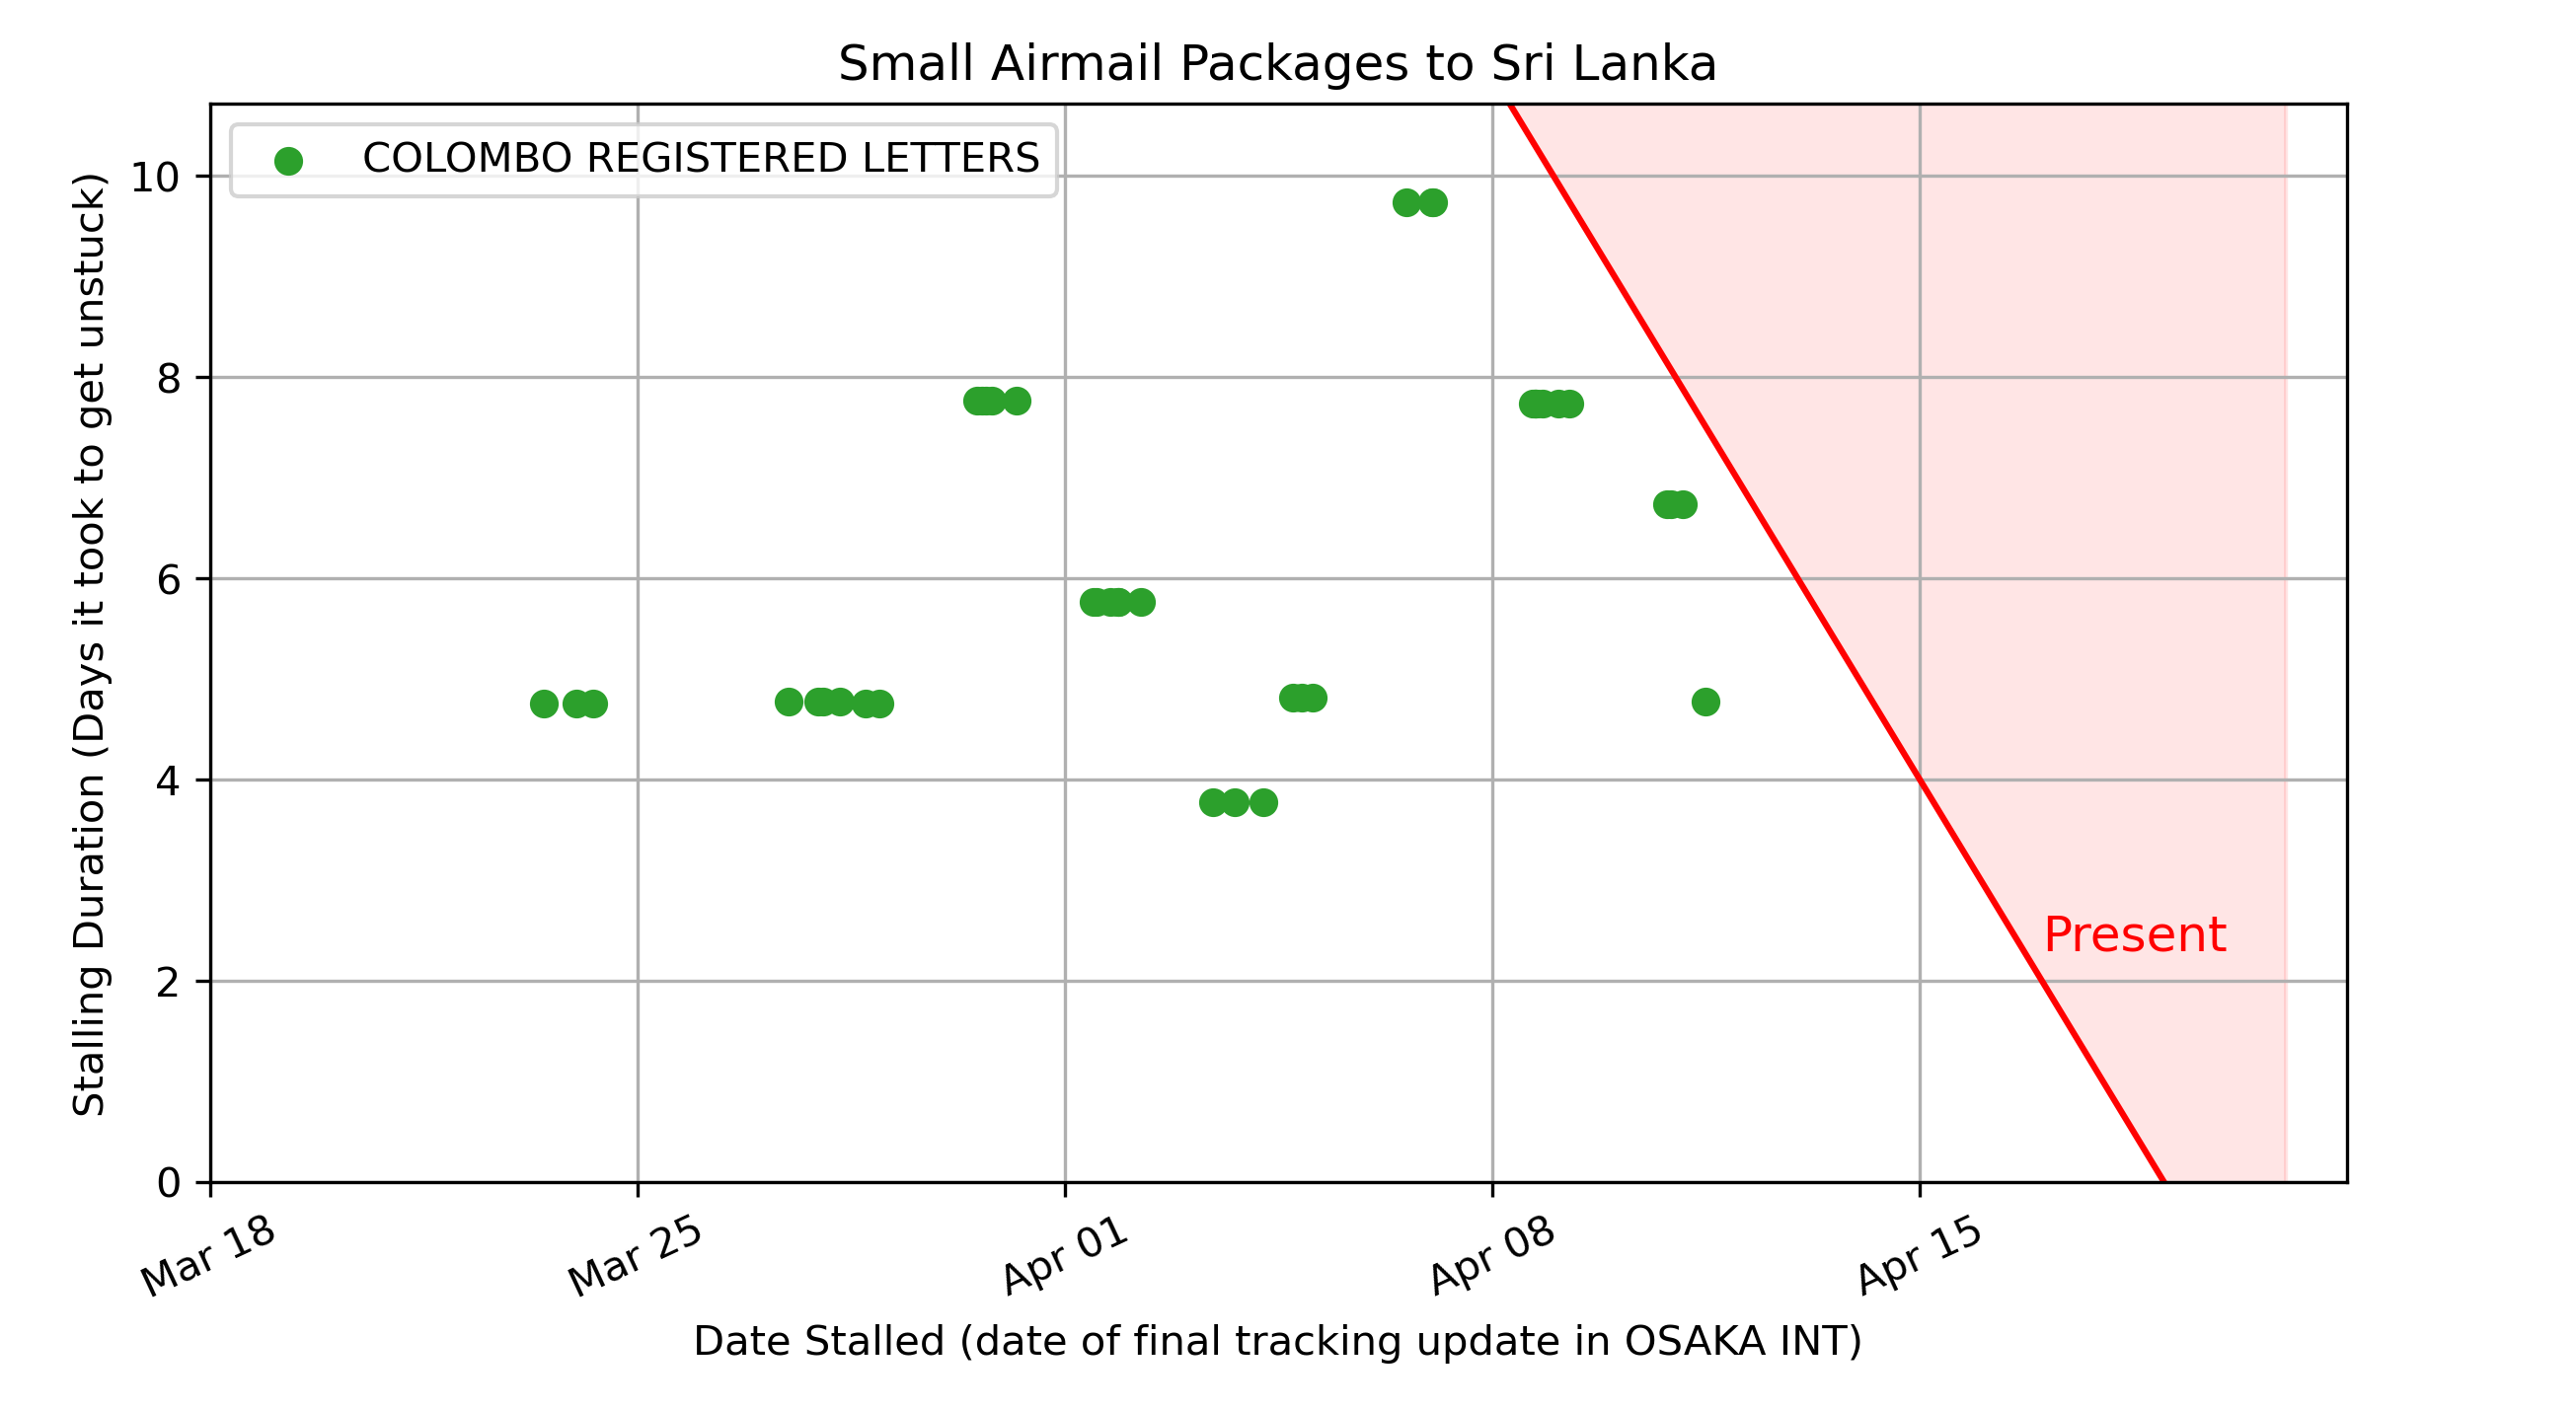 Small Airmail Packages to Sri Lanka
COLOMBO REGISTERED LETTERS
Stalling Duration (Days it took to get unstuck)
10
8
6
4
2
0
Present
Mar 18
Mar 25
Apr 01
Apr 08
Apr 15
Date Stalled (date of final tracking update in OSAKA INT)